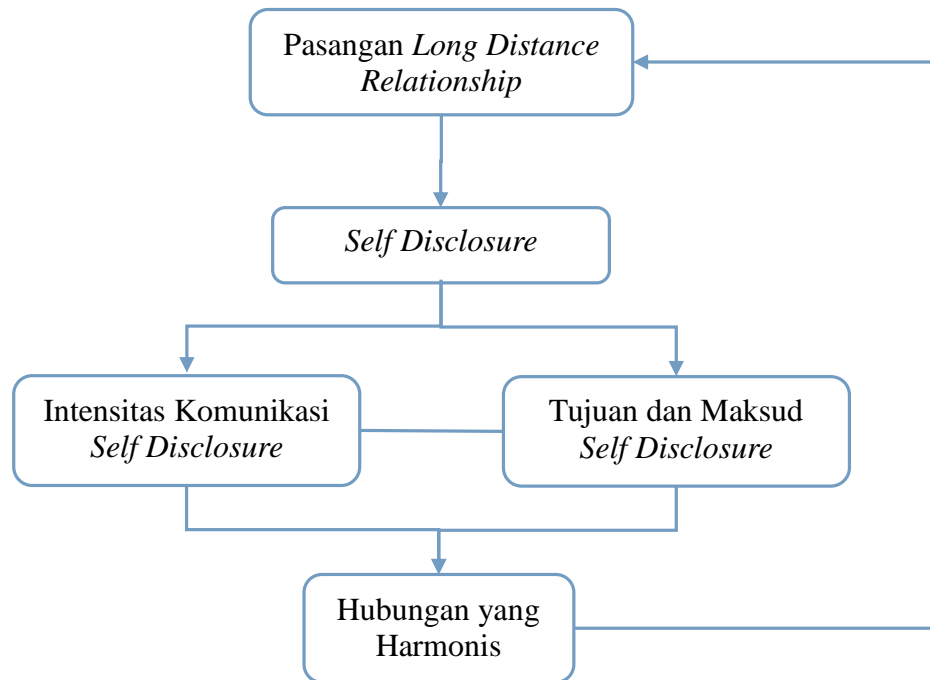 Pasangan Long Distance
Relationship
Self Disclosure
Intensitas Komunikasi
Self Disclosure
Tujuan dan Maksud
Self Disclosure
Hubungan yang
Harmonis